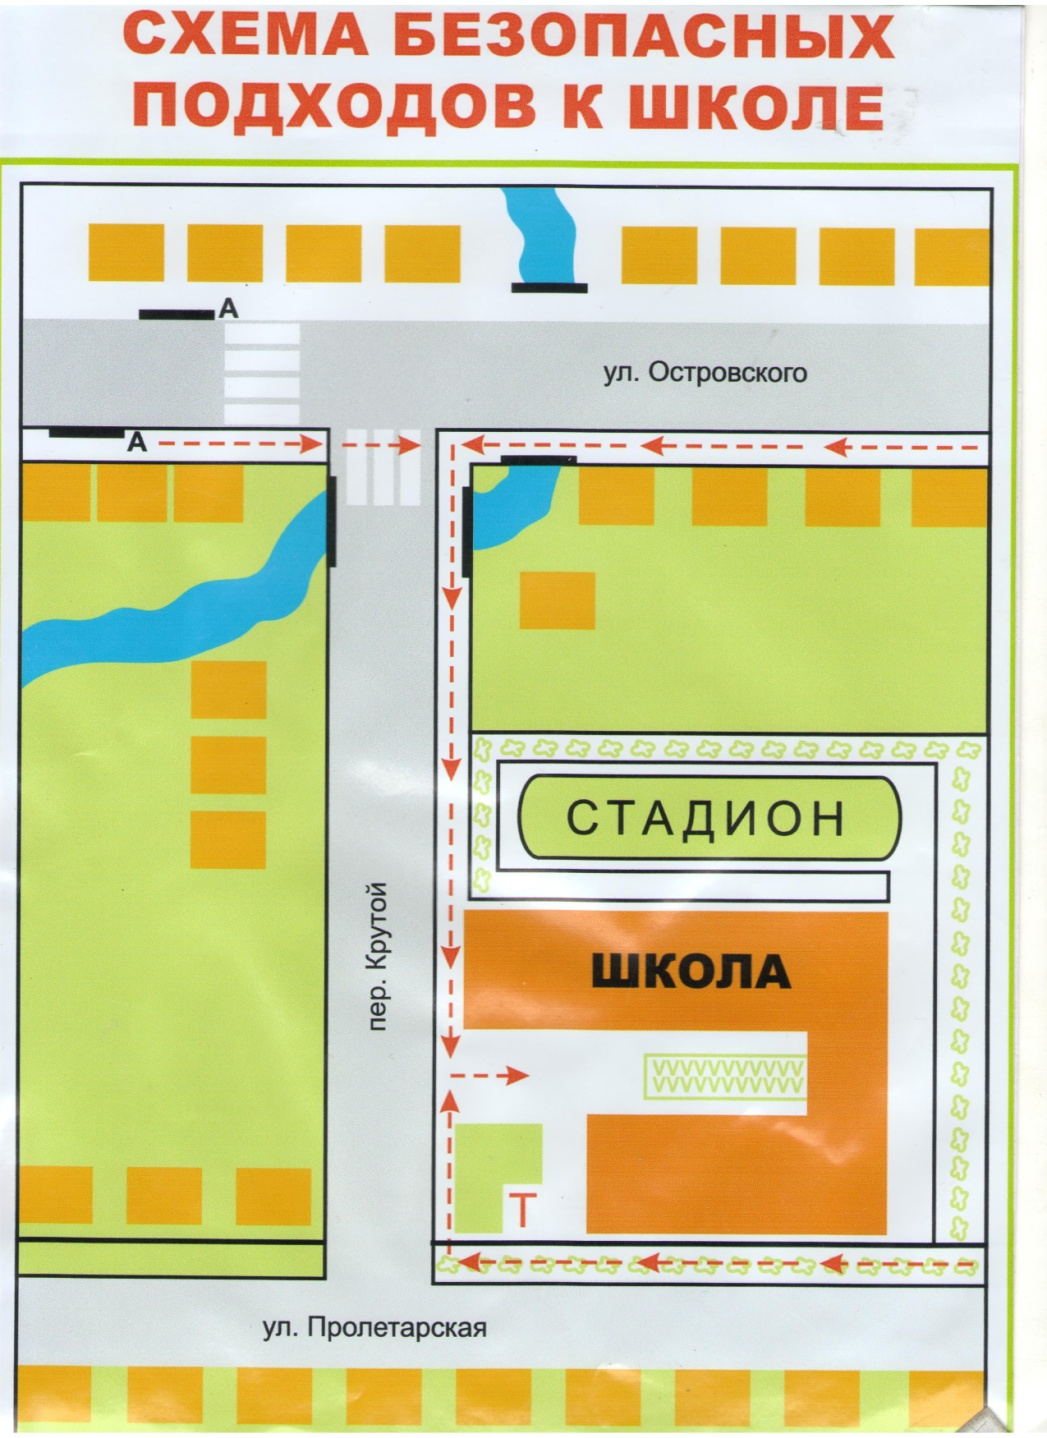 СХЕМА БЕЗОПАСНЫХ
ПОДХОДОВ К ШКОЛЕ
А
ул. Островского
А
СТАДИОН
пер. Крутой
ШКОЛА
Т
ул. Пролетарская